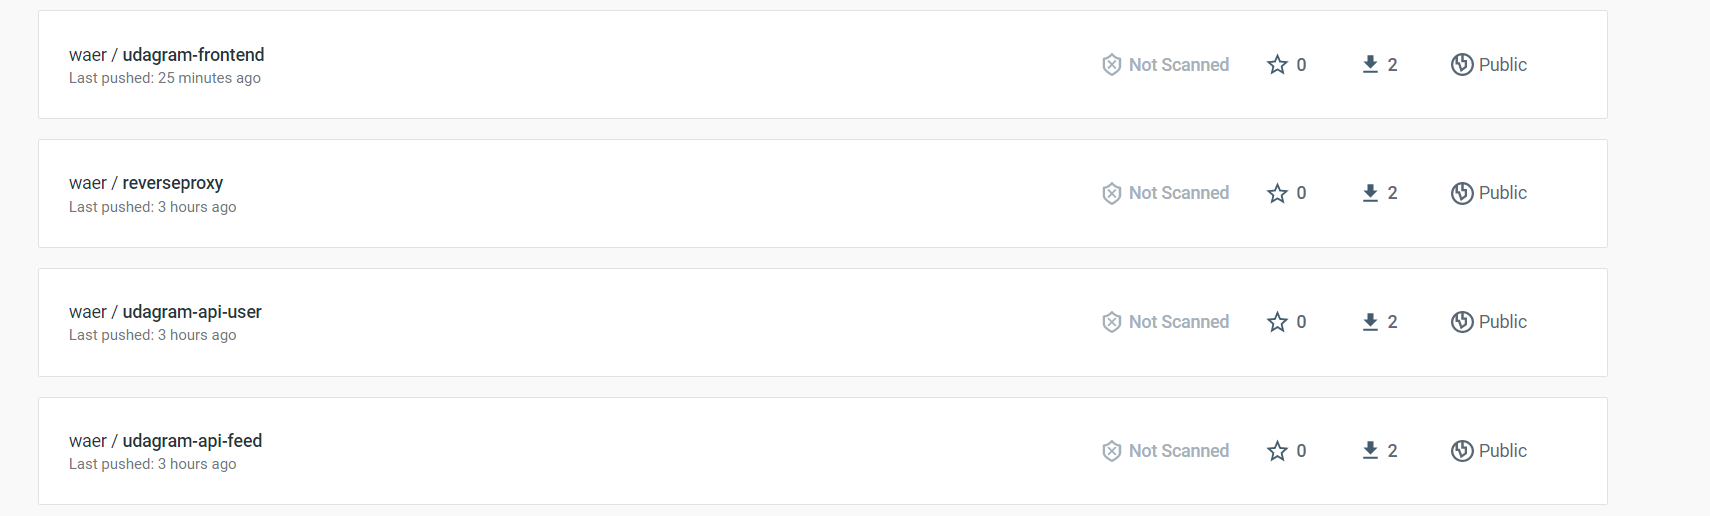 waer / udagram-frontend
Last pushed: 25 minutes ago
Not Scanned
0
2
Public
waer / reverseproxy
Last pushed: 3 hours ago
Not Scanned
0
2
Public
waer / udagram-api-user
Last pushed: 3 hours ago
Not Scanned
0
2
Public
waer / udagram-api-feed
Last pushed: 3 hours ago
Not Scanned
0
2
Public